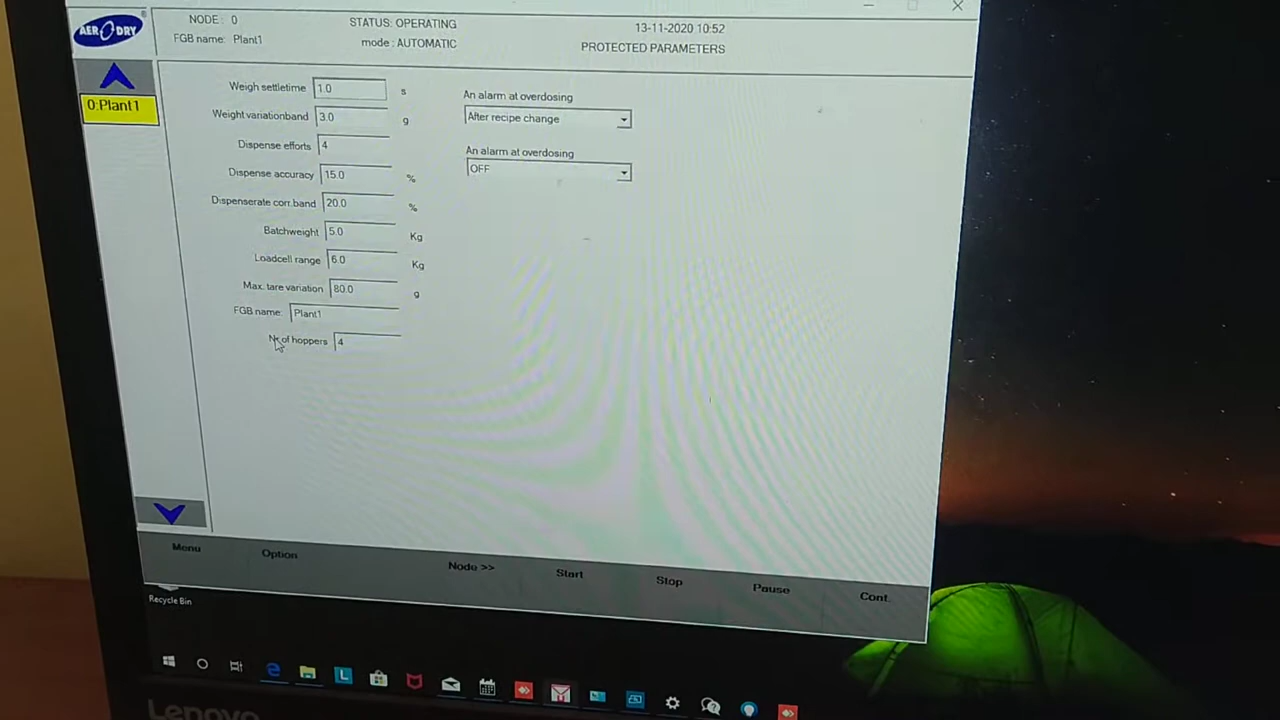 AERODRY
NODE: 0
FGB name: Plant1
STATUS: OPERATING
mode : AUTOMATIC
13-11-2020 10:52
PROTECTED PARAMETERS
0:Plant1
Weigh settletime 1.0 s
Weight variationband 3.0 g
Dispense efforts 4
Dispense accuracy 15.0 %
Dispenserate corr.band 20.0 %
Batchweight 5.0 Kg
Loadcell range 6.0 Kg
Max. tare variation 80.0 g
FGB name: Plant1
Nr of hoppers 4
An alarm at overdosing
After recipe change
An alarm at overdosing
OFF
Menu Option Node >> Start Stop Pause Cont.
Recycle Bin
Lenovo